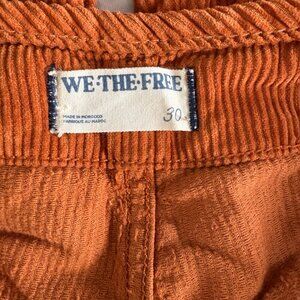 WE·THE·FREE
30
MADE IN MOROCCO
FABRIQUÉ AU MAROC